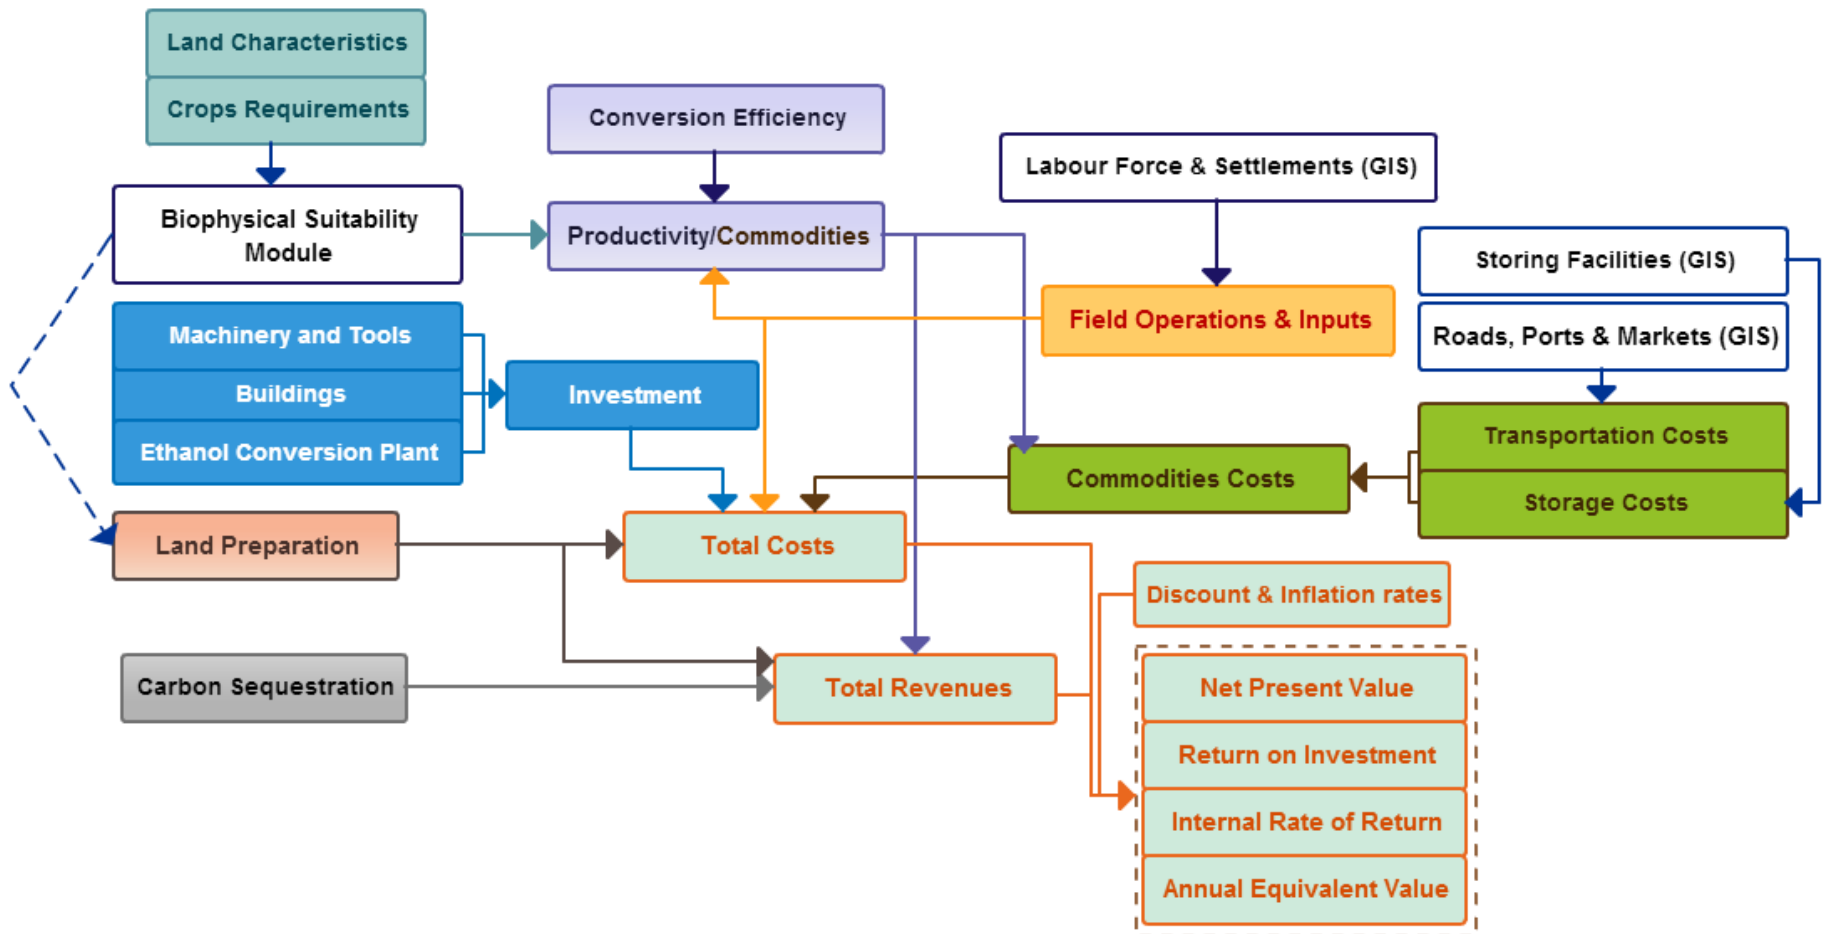 Land Characteristics
Crops Requirements
Conversion Efficiency
Labour Force & Settlements (GIS)
Biophysical Suitability
Module
Productivity/Commodities
Storing Facilities (GIS)
Field Operations & Inputs
Roads, Ports & Markets (GIS)
Machinery and Tools
Buildings
Ethanol Conversion Plant
Investment
Transportation Costs
Storage Costs
Commodities Costs
Land Preparation
Total Costs
Discount & Inflation rates
Carbon Sequestration
Total Revenues
Net Present Value
Return on Investment
Internal Rate of Return
Annual Equivalent Value